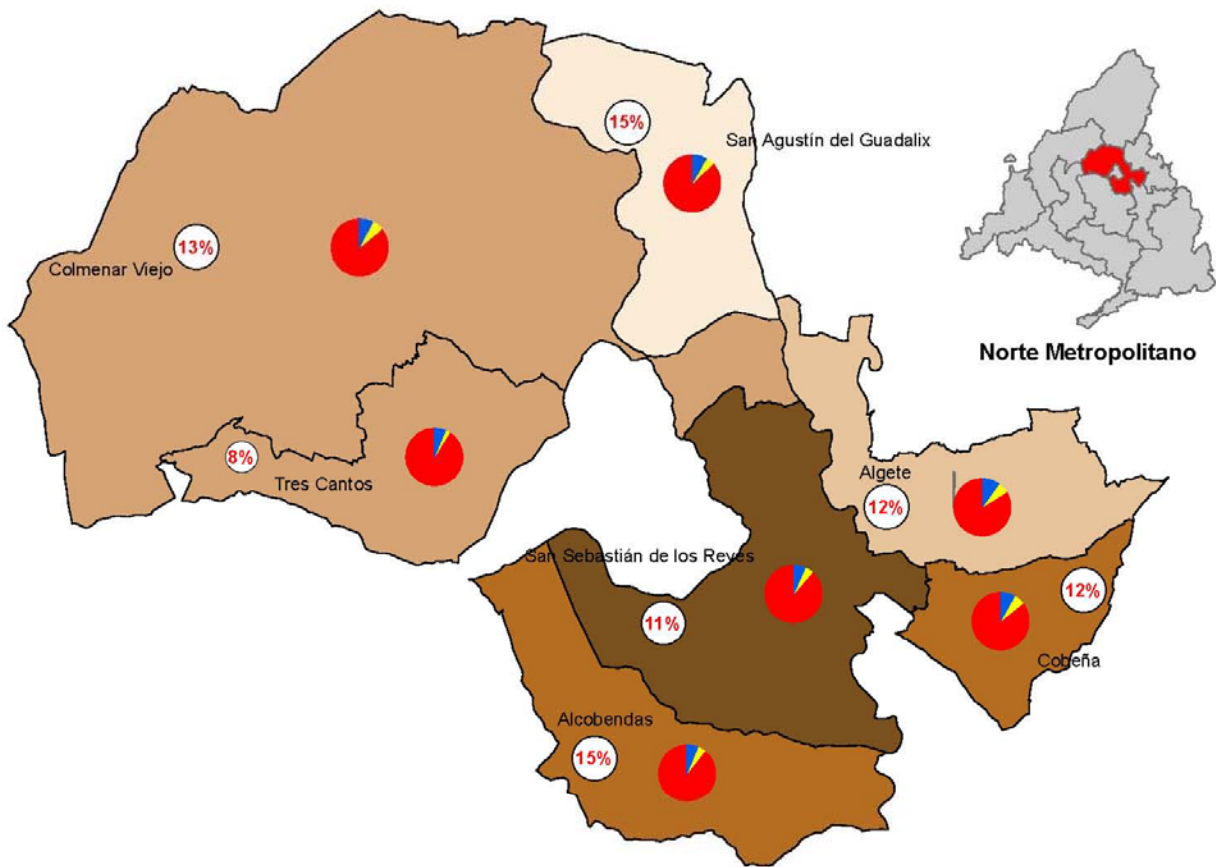 15%
San Agustín del Guadalix
13%
Colmenar Viejo
Norte Metropolitano
8%
Tres Cantos
Algete
12%
San Sebastián de los Reyes
12%
11%
Cobeña
Alcobendas
15%